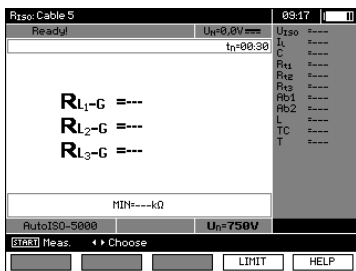 RISO: Cable 5 09:17
Ready! UN=0,0V
tn=00:30
RL1-G =---
RL2-G =---
RL3-G =---
MIN=---kΩ
AutoISO-5000 Un=750V
UISO =---
IL =---
C =---
Rt1 =---
Rt2 =---
Rt3 =---
Ab1 =---
Ab2 =---
L =---
TC =---
T =---
START Meas. Choose
LIMIT HELP